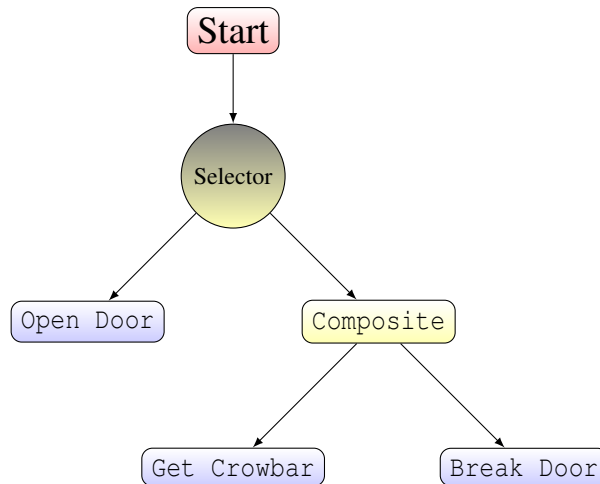 Start
Selector
Open Door
Composite
Get Crowbar
Break Door